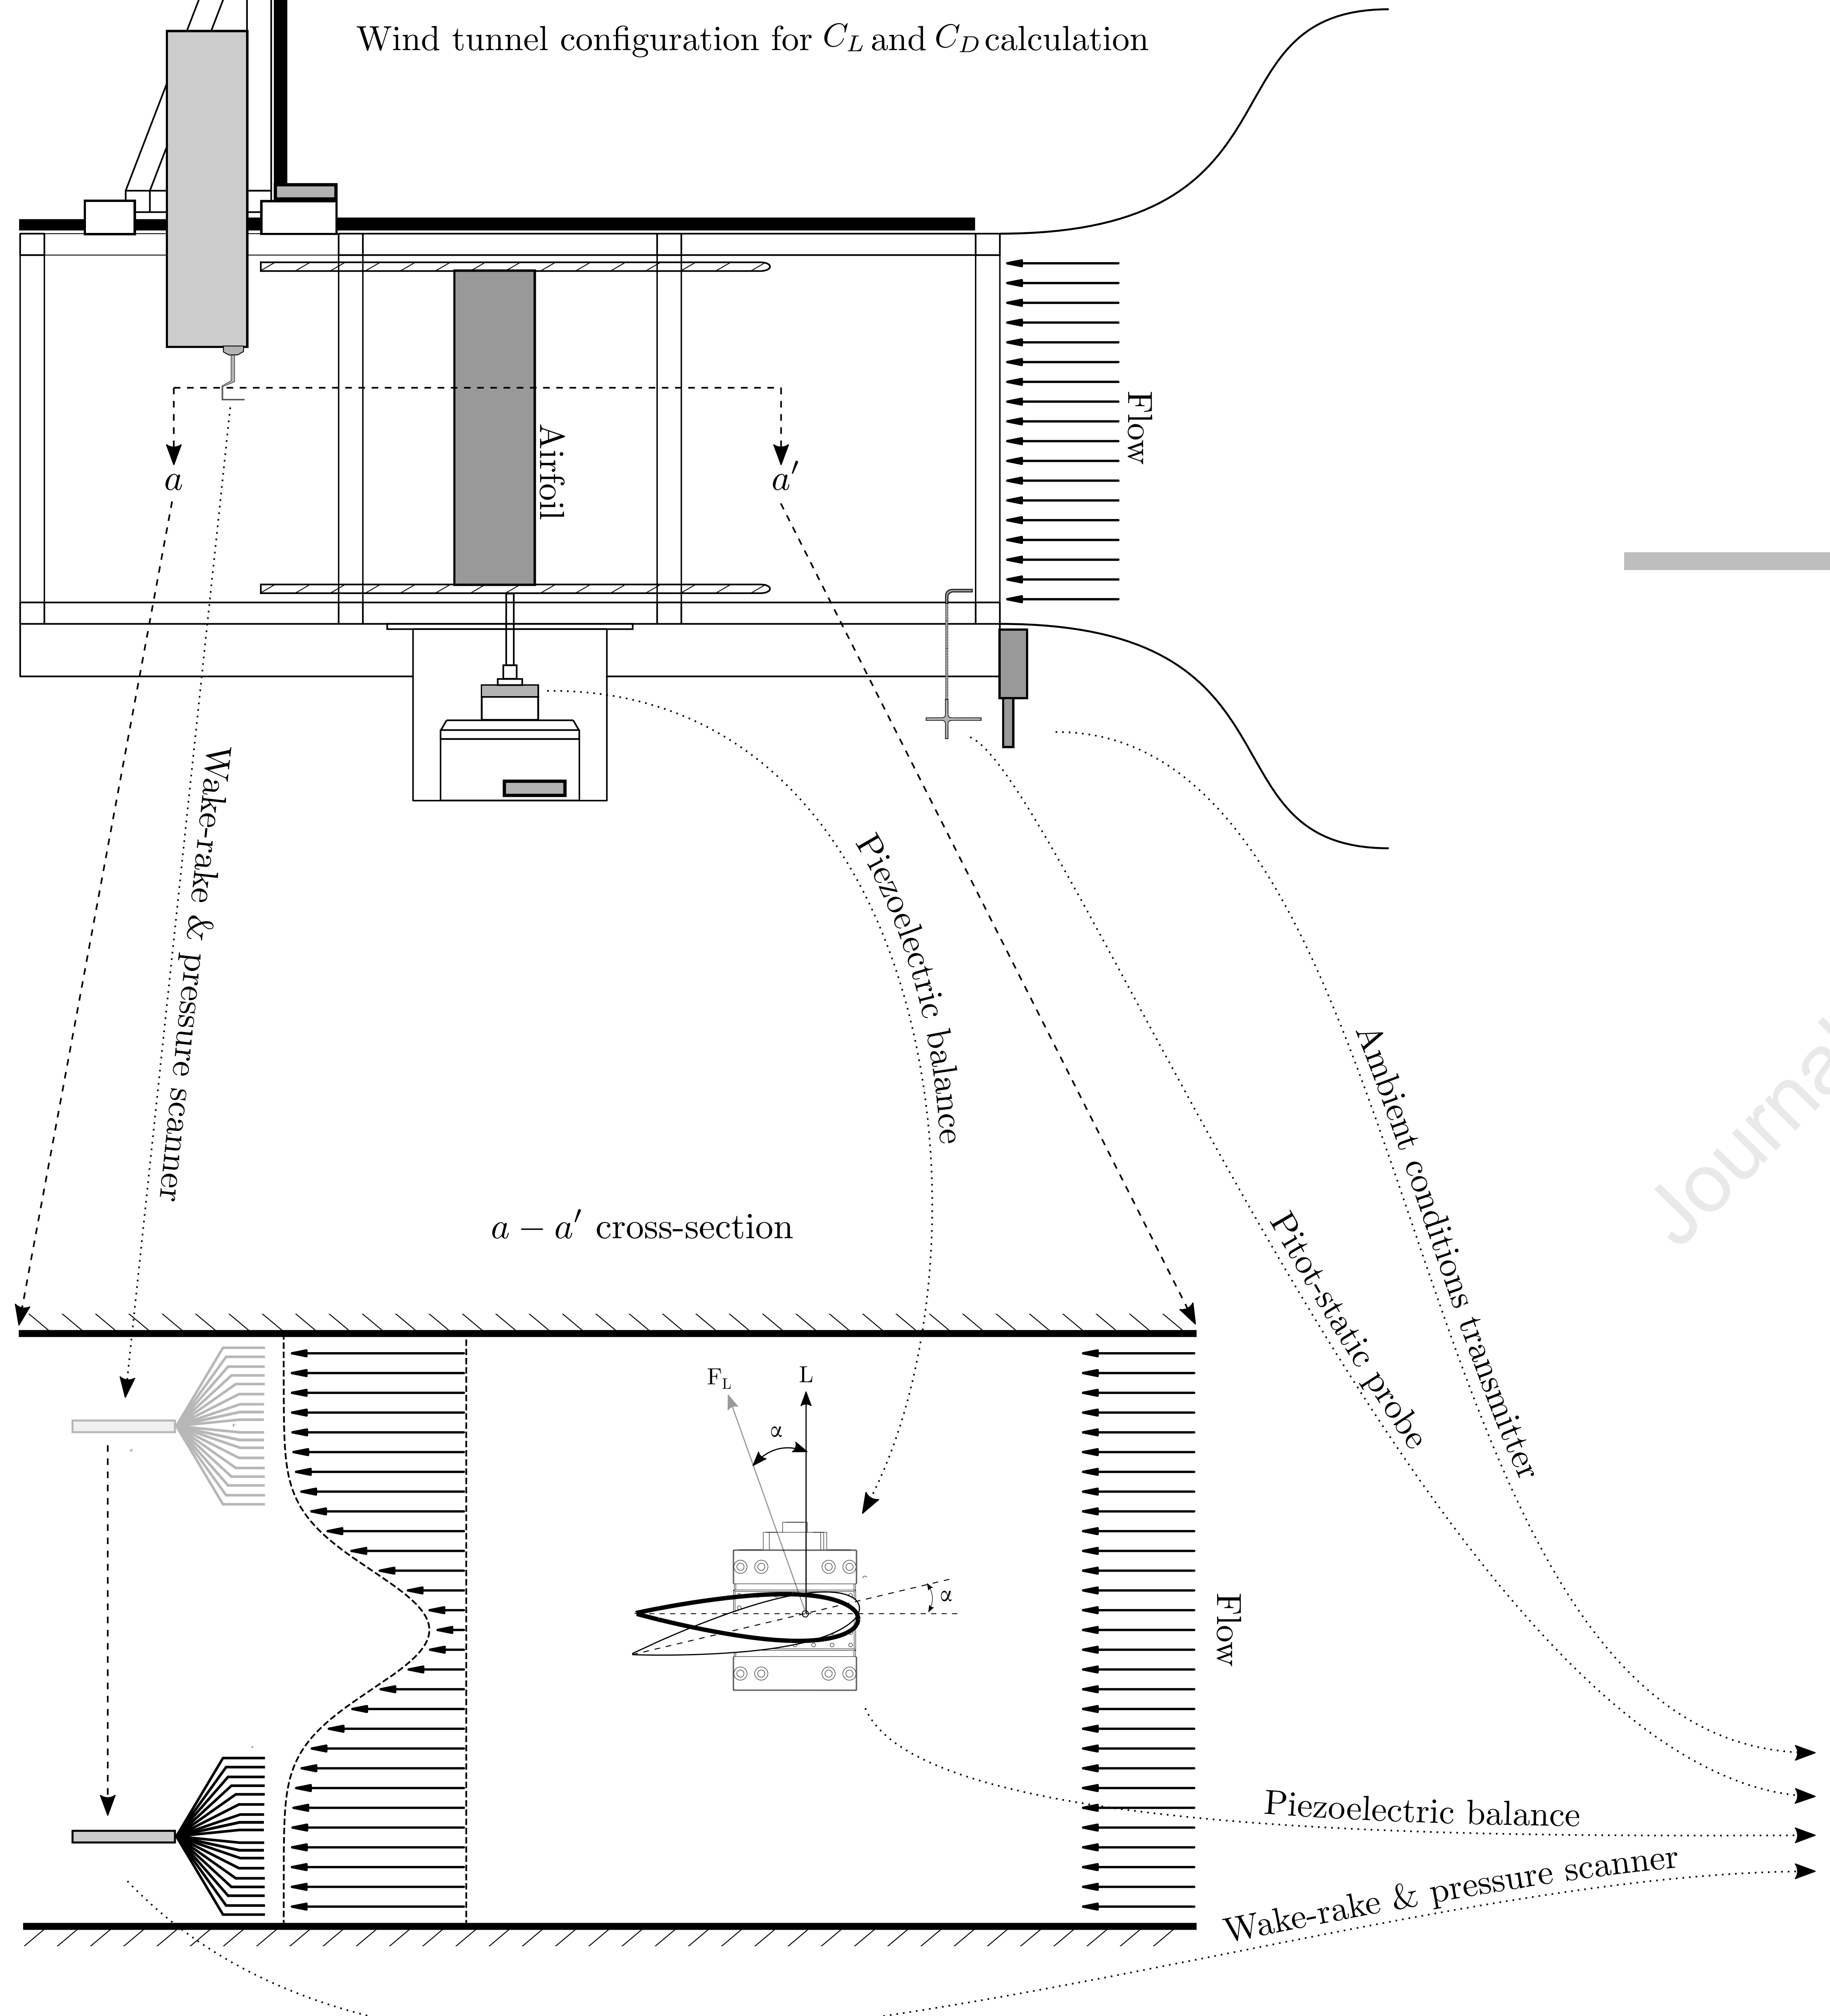 Wind tunnel configuration for C_L and C_D calculation
Flow
Airfoil
a
a′
Wake-rake & pressure scanner
Piezoelectric balance
Ambient conditions transmitter
Pitot-static probe
Journal
a − a′ cross-section
F_L
L
α
α
Flow
Piezoelectric balance
Wake-rake & pressure scanner